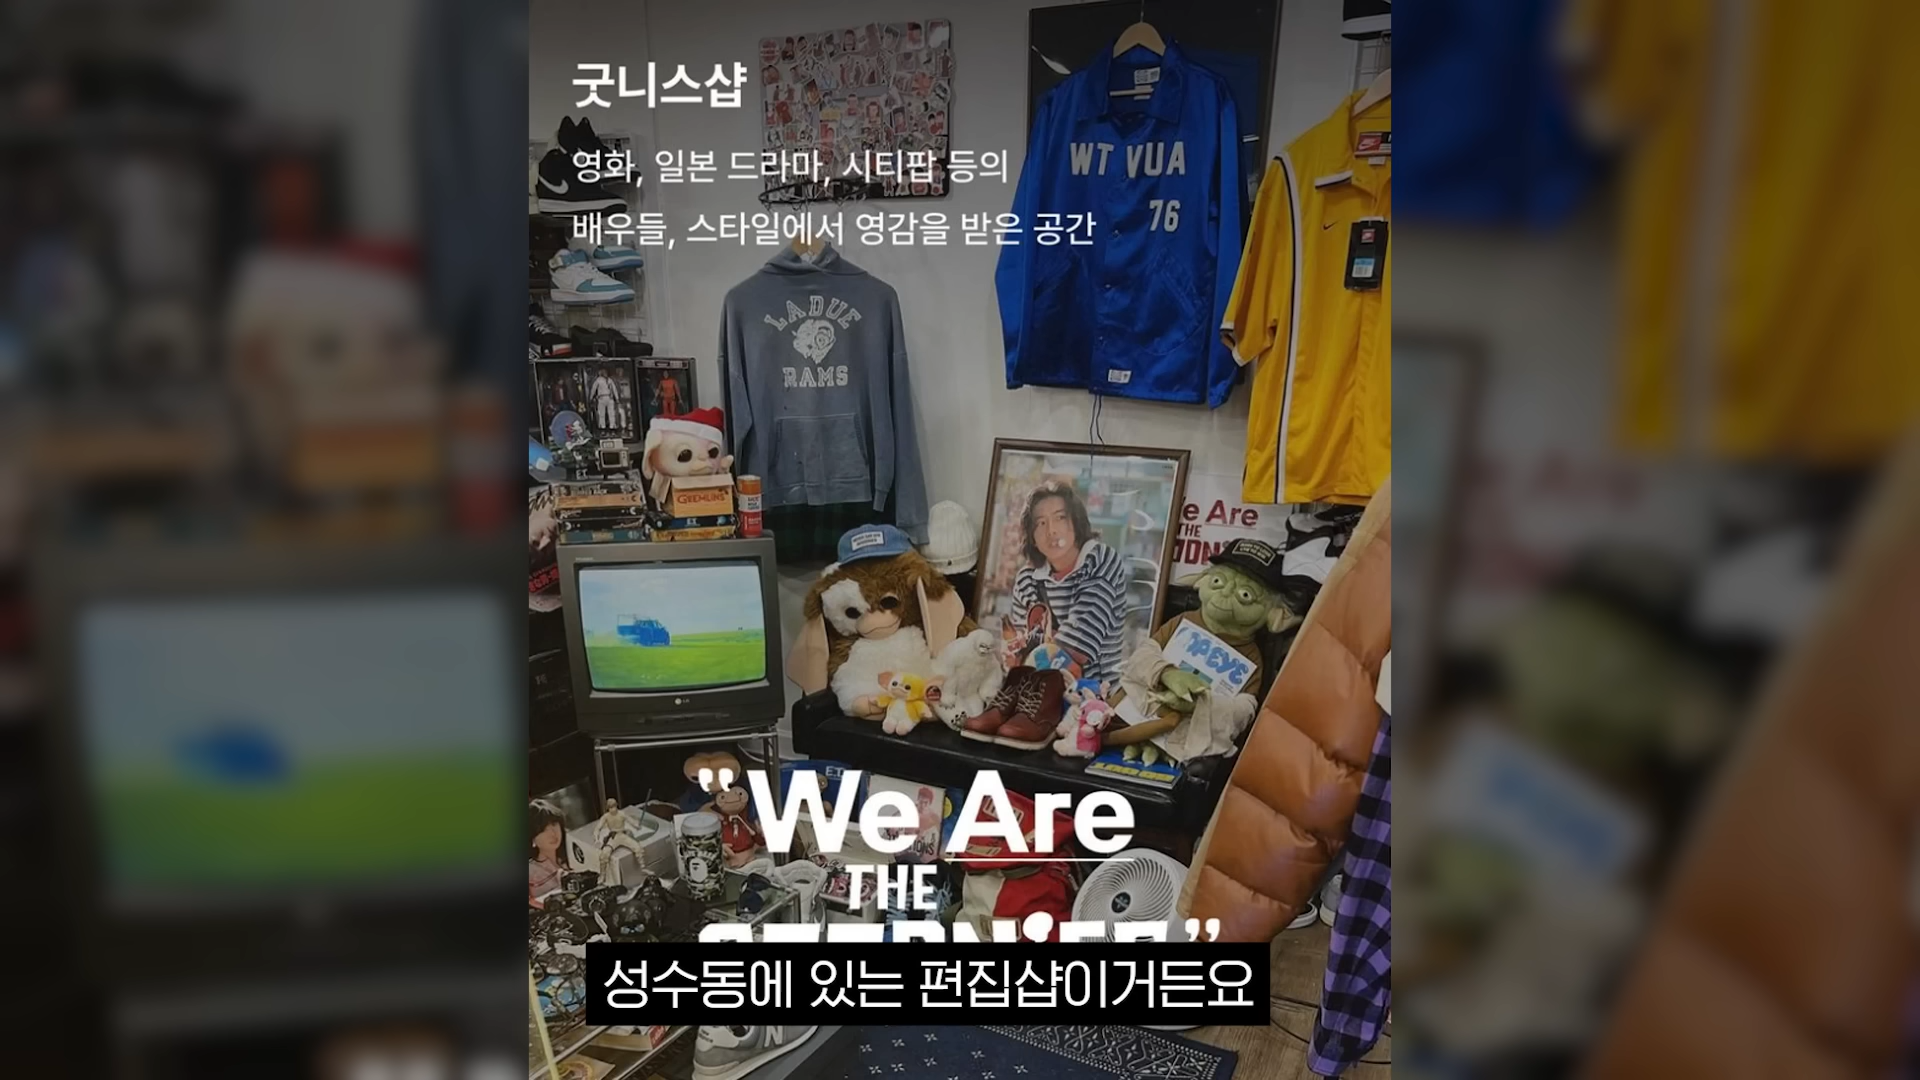 굿니스샵
영화, 일본 드라마, 시티팝 등의
배우들, 스타일에서 영감을 받은 공간
WT VUA
76
LADUE
RAMS
GREMLINS
E.T.
e Are
THE
POPEYE
LG
E.T.
“We Are
THE
”
성수동에 있는 편집샵이거든요